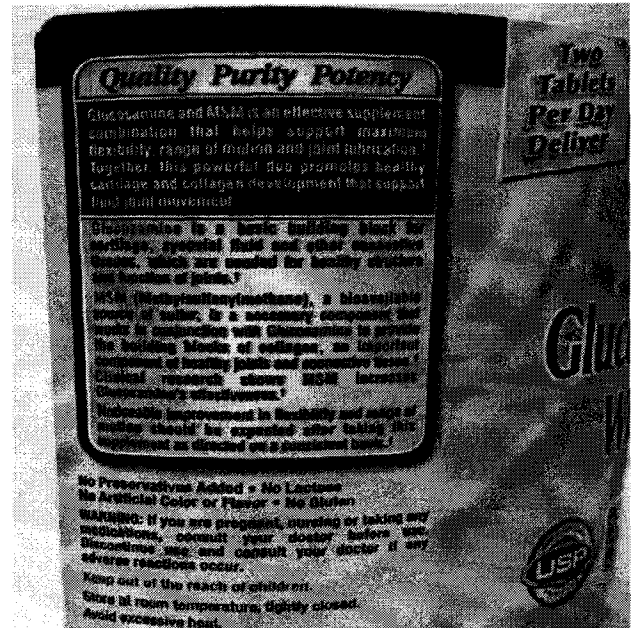 Quality Purity Potency
Glucosamine and MSM is an effective supplement
combination that helps support maximum
flexibility, range of motion and joint lubrication.†
Together, this powerful duo promotes healthy
cartilage and collagen development that support
fluid joint movement
Glucosamine is a basic building block for
cartilage, synovial fluid and other connective
tissues, which are needed for healthy structure
and function of joints.†
MSM (Methylsulfonylmethane), a bioavailable
source of sulfur, is a necessary component that
works in conjunction with Glucosamine to provide
the building blocks of collagen, an important
component of healthy joints and connective tissue.†
Clinical research shows MSM increases
Glucosamine's effectiveness.†
Noticeable improvement in flexibility and range of
motion should be expected after taking this
supplement as directed on a consistent basis.†
No Preservatives Added • No Lactose
No Artificial Color or Flavor • No Gluten
WARNING: If you are pregnant, nursing or taking any
medications, consult your doctor before use.
Discontinue use and consult your doctor if any
adverse reactions occur.
Keep out of the reach of children.
Store at room temperature, tightly closed.
Avoid excessive heat.
Two
Tablets
Per Day
Deliver
Gluc
W
USP